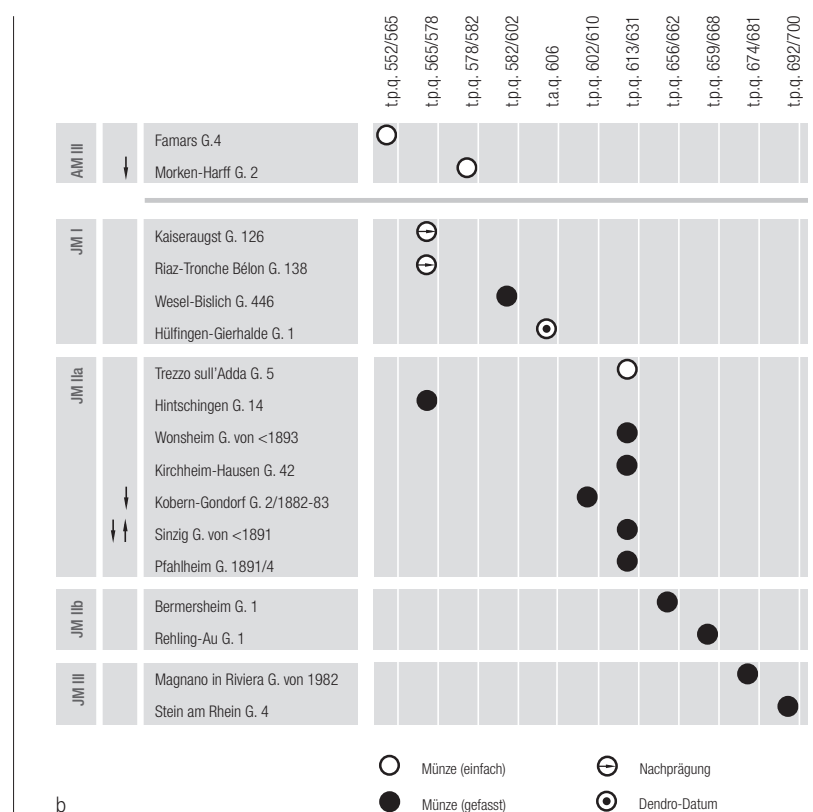 t.p.q. 552/565
t.p.q. 565/578
t.p.q. 578/582
t.p.q. 582/602
t.a.q. 606
t.p.q. 602/610
t.p.q. 613/631
t.p.q. 656/662
t.p.q. 659/668
t.p.q. 674/681
t.p.q. 692/700
AM III
Famars G.4
Morken-Harff G. 2
JM I
Kaiseraugst G. 126
Riaz-Tronche Bélon G. 138
Wesel-Bislich G. 446
Hülfingen-Gierhalde G. 1
JM IIa
Trezzo sull'Adda G. 5
Hintschingen G. 14
Wonsheim G. von <1893
Kirchheim-Hausen G. 42
Kobern-Gondorf G. 2/1882-83
Sinzig G. von <1891
Pfahlheim G. 1891/4
JM IIb
Bermersheim G. 1
Rehling-Au G. 1
JM III
Magnano in Riviera G. von 1982
Stein am Rhein G. 4
Münze (einfach)
Nachprägung
b
Münze (gefasst)
Dendro-Datum